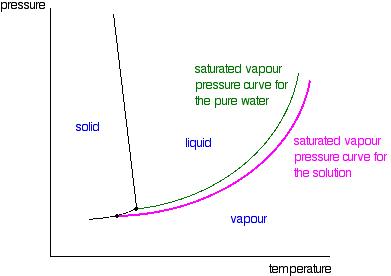 pressure
saturated vapour
pressure curve for
the pure water
solid
liquid
saturated vapour
pressure curve for
the solution
vapour
temperature